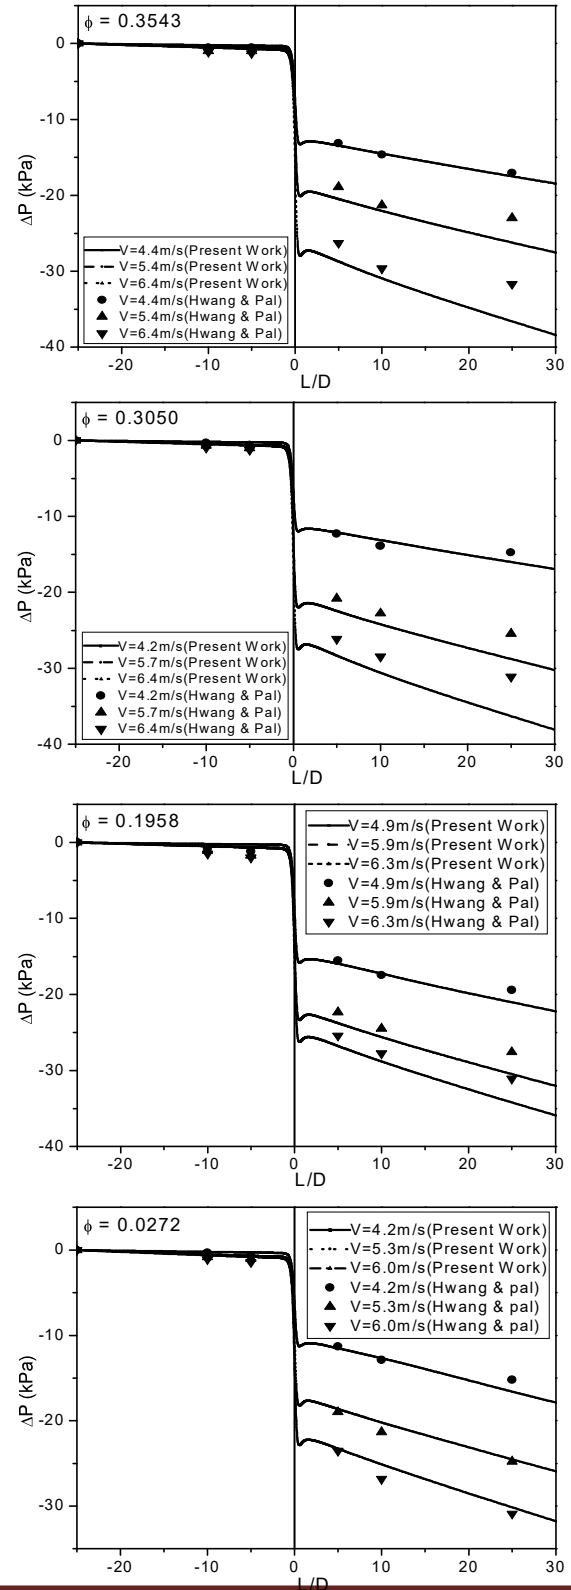 ϕ = 0.3543
0
-10
-20
-30
-40
ΔP (kPa)
V=4.4m/s(Present Work)
V=5.4m/s(Present Work)
V=6.4m/s(Present Work)
V=4.4m/s(Hwang & Pal)
V=5.4m/s(Hwang & Pal)
V=6.4m/s(Hwang & Pal)
-20 -10 0 10 20 30
L/D
ϕ = 0.3050
0
-10
-20
-30
-40
ΔP (kPa)
V=4.2m/s(Present Work)
V=5.7m/s(Present Work)
V=6.4m/s(Present Work)
V=4.2m/s(Hwang & Pal)
V=5.7m/s(Hwang & Pal)
V=6.4m/s(Hwang & Pal)
-20 -10 0 10 20 30
L/D
ϕ = 0.1958
0
-10
-20
-30
-40
ΔP (kPa)
V=4.9m/s(Present Work)
V=5.9m/s(Present Work)
V=6.3m/s(Present Work)
V=4.9m/s(Hwang & Pal)
V=5.9m/s(Hwang & Pal)
V=6.3m/s(Hwang & Pal)
-20 -10 0 10 20 30
L/D
ϕ = 0.0272
0
-10
-20
-30
ΔP (kPa)
V=4.2m/s(Present Work)
V=5.3m/s(Present Work)
V=6.0m/s(Present Work)
V=4.2m/s(Hwang & pal)
V=5.3m/s(Hwang & pal)
V=6.0m/s(Hwang & pal)
-20 -10 0 10 20 30
L/D